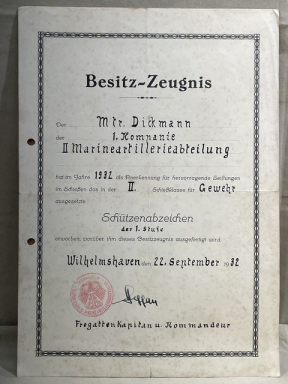 Besitz-Zeugnis
Der Mtr. Dickmann
der 1. Kompanie
II Marineartillerieabteilung
hat im Jahre 1932 als Anerkennung für hervorragende Leistungen
im Schießen das in der II. Schießklasse für Gewehr
ausgesetzte
Schützenabzeichen
der 1. Stufe
erworben, worüber ihm dieses Besitzzeugnis ausgefertigt wird.
Wilhelmshaven den 22. September 1932
Fregattenkapitän u. Kommandeur